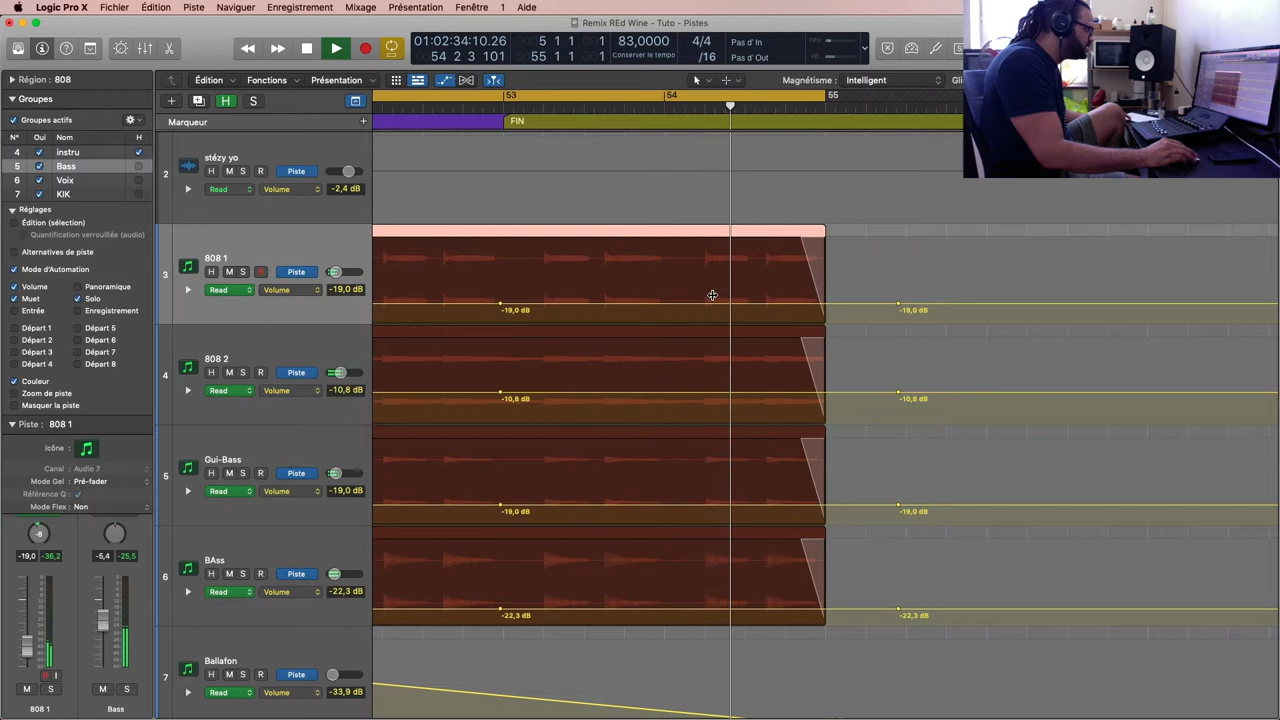 Logic Pro X Fichier Édition Piste Naviguer Enregistrement Mixage Présentation Fenêtre 1 Aide
Remix REd Wine - Tuto - Pistes
01:02:34:10.26 5 1 1 1 83,0000 4/4 Pas d' In
54 2 3 101 55 1 1 1 Conserver le tempo /16 Pas d' Out
Région : 808
Édition Fonctions Présentation Magnétisme : Intelligent
Groupes
H S
53 54 55
Groupes actifs
Marqueur
FIN
N° Oui Nom H
4 instru
5 Bass
6 Voix
7 KIK
Réglages
Édition (sélection)
Quantification verrouillée (audio)
Alternatives de piste
Mode d'Automation
Volume Panoramique
Muet Solo
Entrée Enregistrement
Départ 1 Départ 5
Départ 2 Départ 6
Départ 3 Départ 7
Départ 4 Départ 8
Couleur
Zoom de piste
Masquer la piste
Piste : 808 1
Icône :
Canal : Audio 7
Mode Gel : Pré-fader
Référence Q :
Mode Flex : Non
-8
-19,0 -36,2 -5,4 -25,5
R I
M S M S
808 1 Bass
2
stézy yo
H M S R Piste
Read Volume -2,4 dB
3
808 1
H M S R Piste
Read Volume -19,0 dB
-19,0 dB -19,0 dB
4
808 2
H M S R Piste
Read Volume -10,8 dB
-10,8 dB -10,8 dB
5
Gui-Bass
H M S R Piste
Read Volume -19,0 dB
-19,0 dB -19,0 dB
6
BAss
H M S R Piste
Read Volume -22,3 dB
-22,3 dB -22,3 dB
7
Ballafon
H M S R Piste
Read Volume -33,9 dB